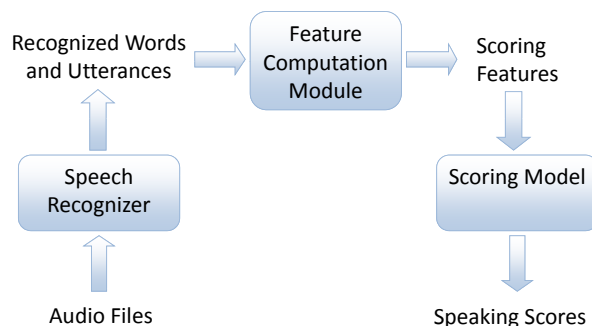 Recognized Words
and Utterances
Feature
Computation
Module
Scoring
Features
Speech
Recognizer
Scoring Model
Audio Files
Speaking Scores